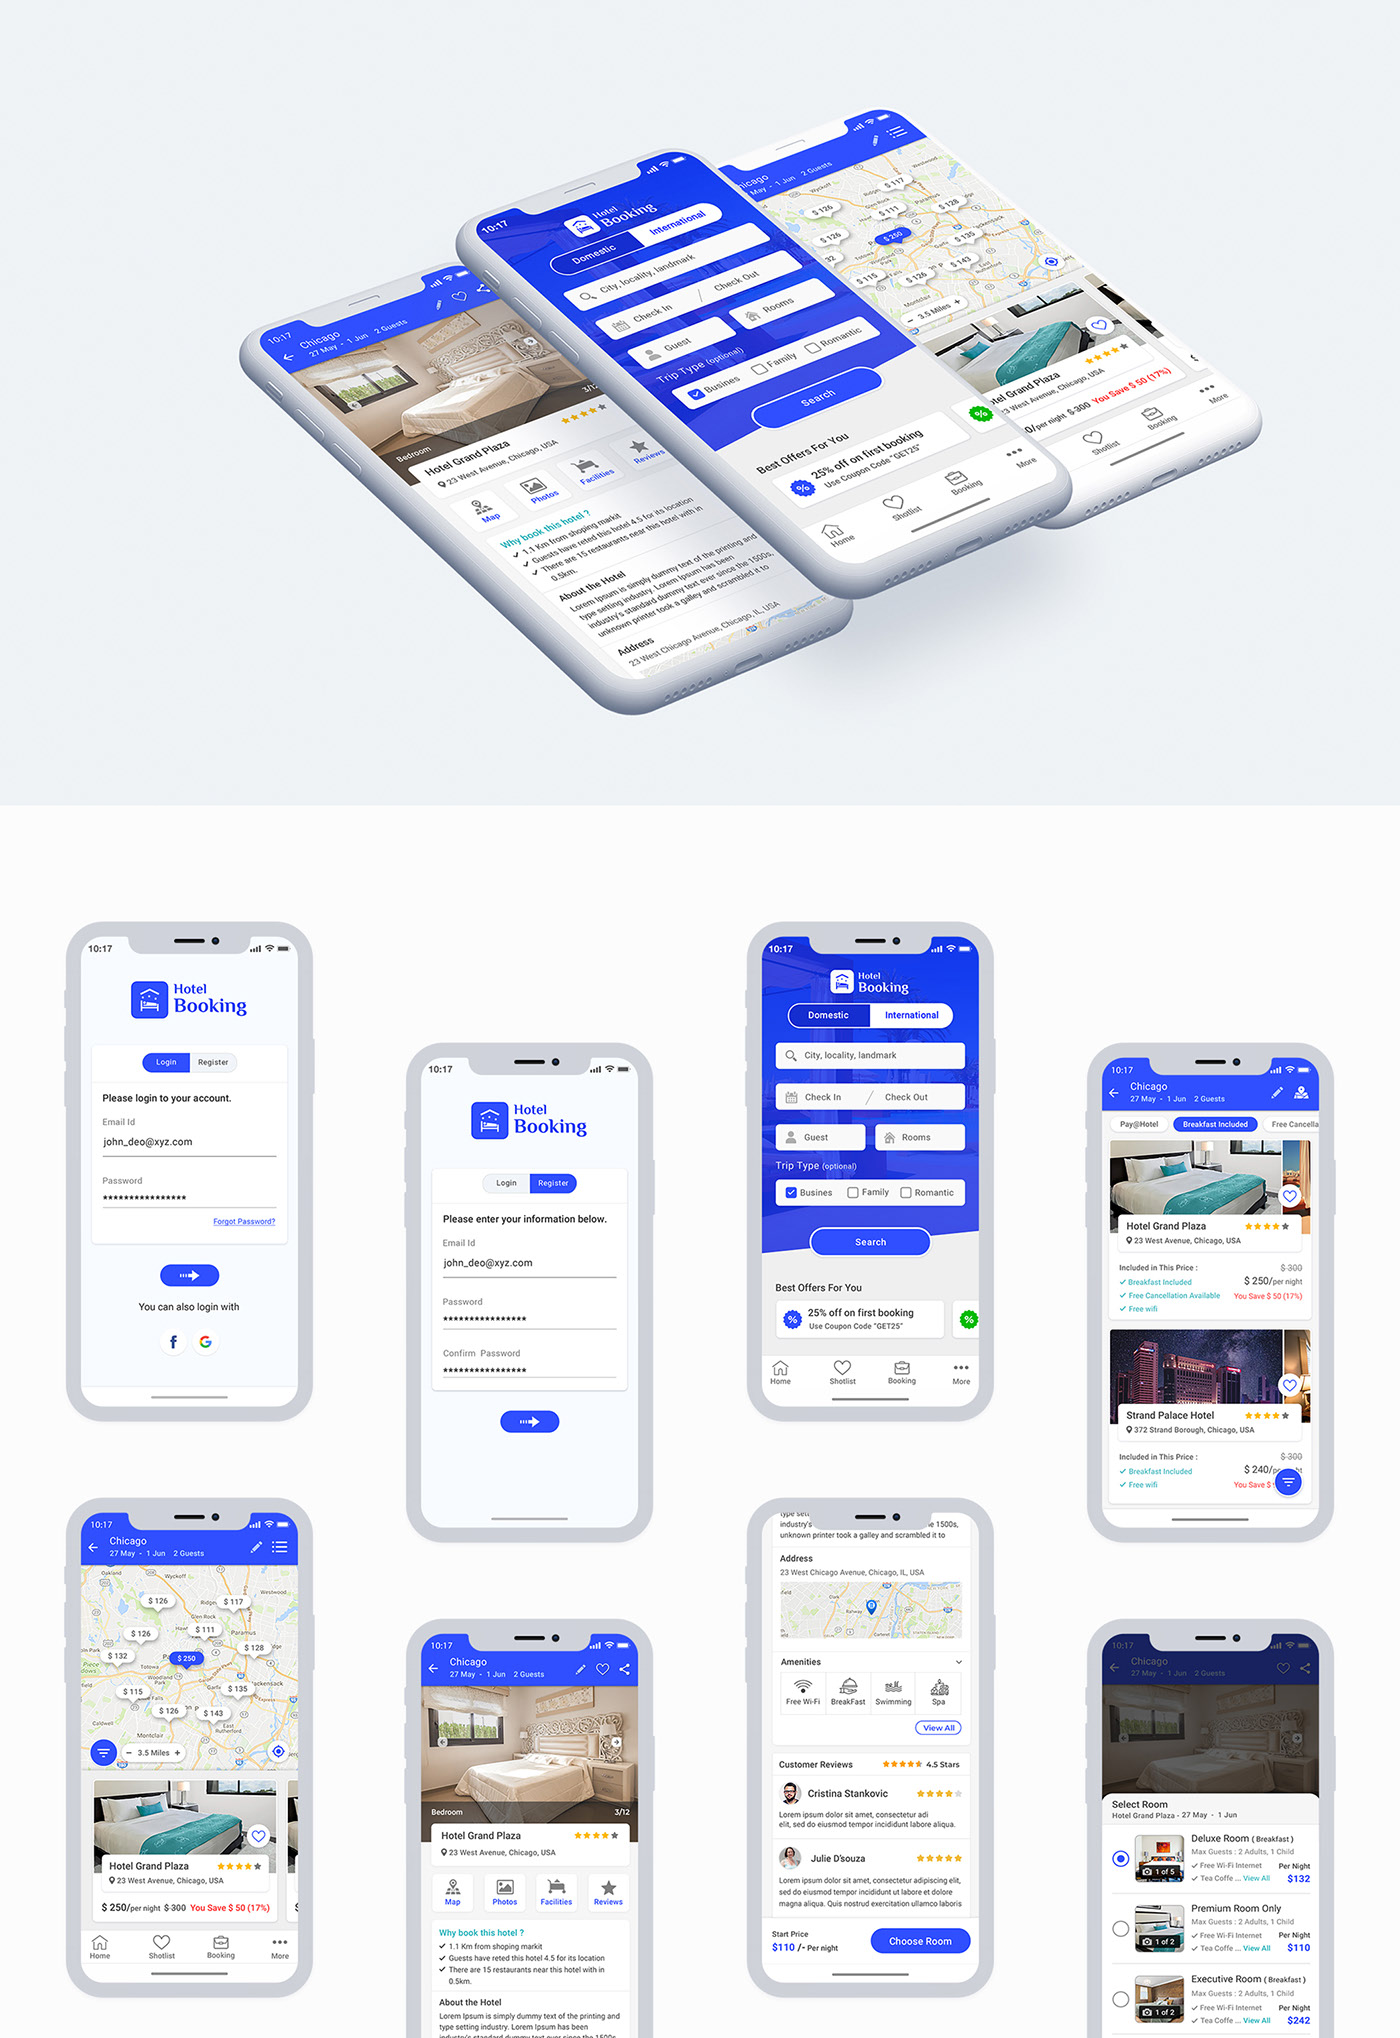 10:17
Chicago
27 May - 1 Jun 2 Guests
3/12
Bedroom
Hotel Grand Plaza
23 West Avenue, Chicago, USA
Map
Photos
Facilities
Reviews
Why book this hotel ?
1.1 Km from shoping markit
Guests have reted this hotel 4.5 for its location
There are 15 restaurants near this hotel with in
0.5km.
About the Hotel
Lorem Ipsum is simply dummy text of the printing and
type setting industry. Lorem Ipsum has been
industry's standard dummy text ever since the 1500s,
unknown printer took a galley and scrambled it to
Address
23 West Chicago Avenue, Chicago, IL, USA
10:17
Hotel
Booking
Domestic
International
City, locality, landmark
Check In / Check Out
Guest
Rooms
Trip Type (optional)
Busines
Family
Romantic
Search
Best Offers For You
25% off on first booking
Use Coupon Code "GET25"
Home
Shotlist
Booking
More
hicago
May - 1 Jun 2 Guests
$ 117
$ 126
$ 111
$ 128
$ 126
$ 250
$ 135
32
$ 115
$ 126
$ 143
Montclair
- 3.5 Miles +
tel Grand Plaza
3 West Avenue, Chicago, USA
0/per night $ 300 You Save $ 50 (17%)
Shotlist
Booking
More
10:17
Hotel
Booking
Login
Register
Please login to your account.
Email Id
john_deo@xyz.com
Password
****************
Forgot Password?
You can also login with
f G
10:17
Hotel
Booking
Login
Register
Please enter your information below.
Email Id
john_deo@xyz.com
Password
****************
Confirm Password
****************
10:17
Hotel
Booking
Domestic
International
City, locality, landmark
Check In / Check Out
Guest
Rooms
Trip Type (optional)
Busines
Family
Romantic
Search
Best Offers For You
25% off on first booking
Use Coupon Code "GET25"
Home
Shotlist
Booking
More
10:17
Chicago
27 May - 1 Jun 2 Guests
Pay@Hotel
Breakfast Included
Free Cancella
Hotel Grand Plaza
23 West Avenue, Chicago, USA
Included in This Price :
$ 300
Breakfast Included
$ 250/per night
Free Cancellation Available
You Save $ 50 (17%)
Free wifi
Strand Palace Hotel
372 Strand Borough, Chicago, USA
Included in This Price :
$ 300
Breakfast Included
$ 240/
Free wifi
You Save $
10:17
Chicago
27 May - 1 Jun 2 Guests
Oakland
Wyckoff
Westwood
$ 126
$ 117
Glen Rock
$ 126
$ 111
Paramus
$ 132
$ 128
Totowa
$ 250
Woodland
Park
$ 115
$ 135
ackensack
$ 126
$ 143
Caldwell
East
Rutherford
Montclair
- 3.5 Miles +
Hotel Grand Plaza
23 West Avenue, Chicago, USA
$ 250/per night $ 300 You Save $ 50 (17%)
Home
Shotlist
Booking
More
10:17
Chicago
27 May - 1 Jun 2 Guests
Bedroom
3/12
Hotel Grand Plaza
23 West Avenue, Chicago, USA
Map
Photos
Facilities
Reviews
Why book this hotel ?
1.1 Km from shoping markit
Guests have reted this hotel 4.5 for its location
There are 15 restaurants near this hotel with in
0.5km.
About the Hotel
Lorem Ipsum is simply dummy text of the printing and
type setting industry. Lorem Ipsum has been
industry's standard dummy text ever since the 1500s
type set
industry's
e 1500s,
unknown printer took a galley and scrambled it to
Address
23 West Chicago Avenue, Chicago, IL, USA
Clark
Rahway
Amenities
Free Wi-Fi
BreakFast
Swimming
Spa
View All
Customer Reviews
4.5 Stars
Cristina Stankovic
Lorem ipsum dolor sit amet, consectetur adi
elit, sed do eiusmod tempor incididunt labore aliqua.
Julie D'souza
Lorem ipsum dolor sit amet, consectetur adipiscing elit,
sed do eiusmod tempor incididunt ut labore et dolore
magna aliqua. Quis nostrud exercitation ullamco laboris
Start Price
$110 /- Per night
Choose Room
10:17
Chicago
27 May - 1 Jun 2 Guests
Select Room
Hotel Grand Plaza - 27 May - 1 Jun
Deluxe Room ( Breakfast )
Max Guests : 2 Adults, 1 Child
Free Wi-Fi Internet
Per Night
1 of 5
Tea Coffe ... View All
$132
Premium Room Only
Max Guests : 2 Adults, 1 Child
Free Wi-Fi Internet
Per Night
1 of 2
Tea Coffe ... View All
$110
Executive Room ( Breakfast )
Max Guests : 2 Adults, 1 Child
Free Wi-Fi Internet
Per Night
1 of 2
Tea Coffe ... View All
$242